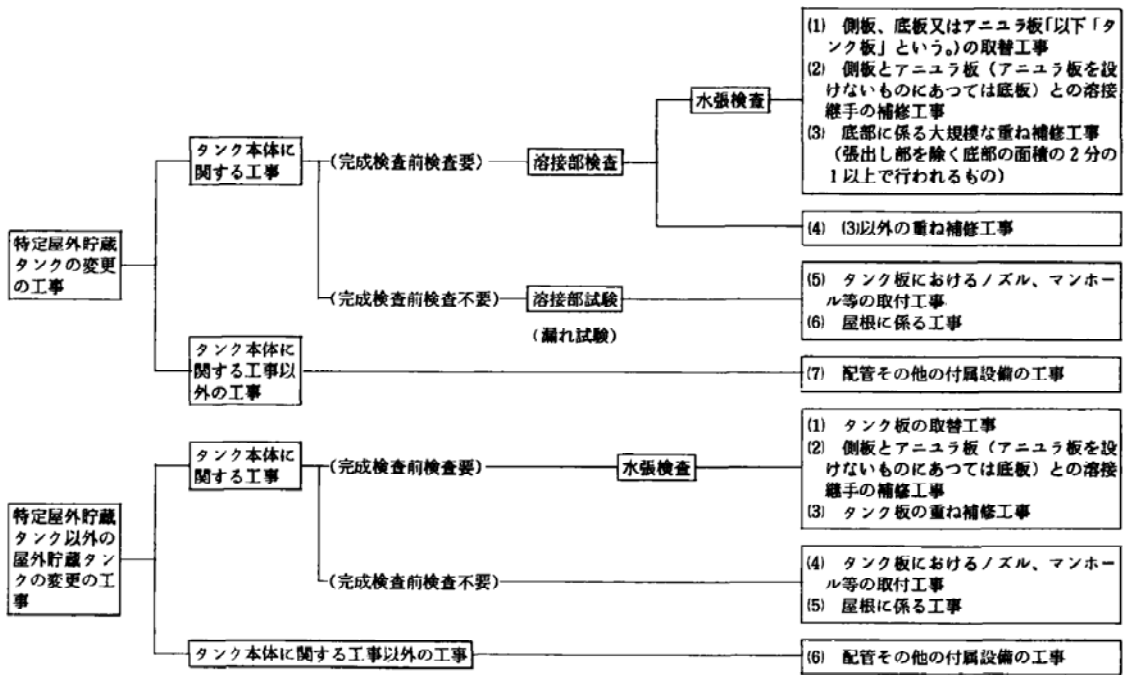 特定屋外貯蔵
タンクの変更
の工事
タンク本体に
関する工事
(完成検査前検査要)
溶接部検査
水張検査
(1) 側板、底板又はアニユラ板「以下「タ
ンク板」という。)の取替工事
(2) 側板とアニユラ板(アニユラ板を設
けないものにあつては底板)との溶接
継手の補修工事
(3) 底部に係る大規模な重ね補修工事
(張出し部を除く底部の面積の2分の
1以上で行われるもの)
(4) (3)以外の重ね補修工事
(完成検査前検査不要)
溶接部試験
(漏れ試験)
(5) タンク板におけるノズル、マンホー
ル等の取付工事
(6) 屋根に係る工事
タンク本体に
関する工事以
外の工事
(7) 配管その他の付属設備の工事
特定屋外貯蔵
タンク以外の
屋外貯蔵タン
クの変更の工
事
タンク本体に
関する工事
(完成検査前検査要)
水張検査
(1) タンク板の取替工事
(2) 側板とアニユラ板(アニユラ板を設
けないものにあつては底板)との溶接
継手の補修工事
(3) タンク板の重ね補修工事
(完成検査前検査不要)
(4) タンク板におけるノズル、マンホー
ル等の取付工事
(5) 屋根に係る工事
タンク本体に関する工事以外の工事
(6) 配管その他の付属設備の工事